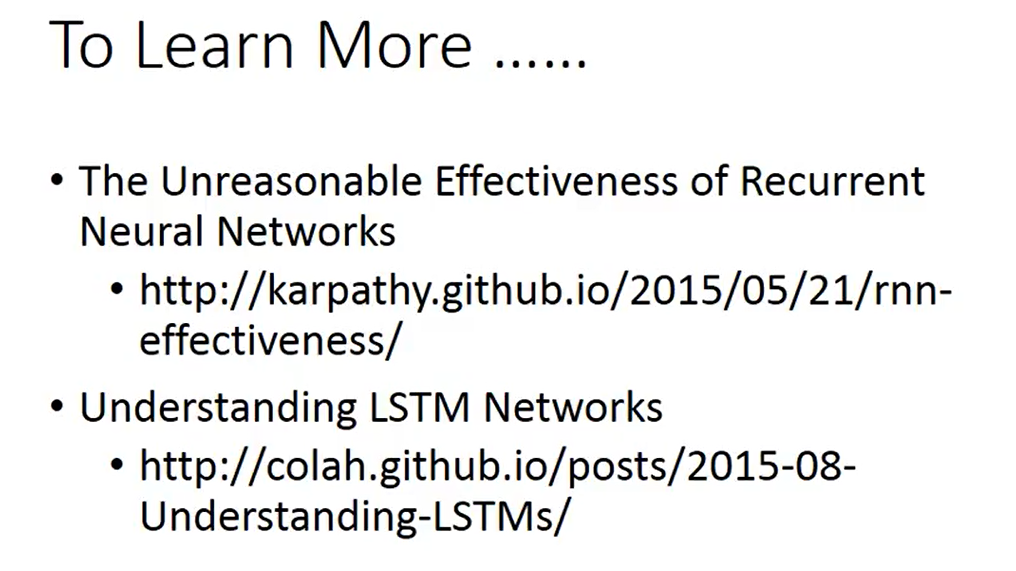 To Learn More ......
• The Unreasonable Effectiveness of Recurrent
Neural Networks
• http://karpathy.github.io/2015/05/21/rnn-
effectiveness/
• Understanding LSTM Networks
• http://colah.github.io/posts/2015-08-
Understanding-LSTMs/